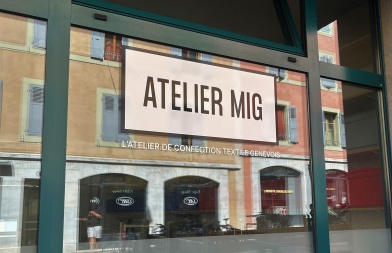 ATELIER MIG
L'ATELIER DE CONFECTION TEXTILE GENEVOIS